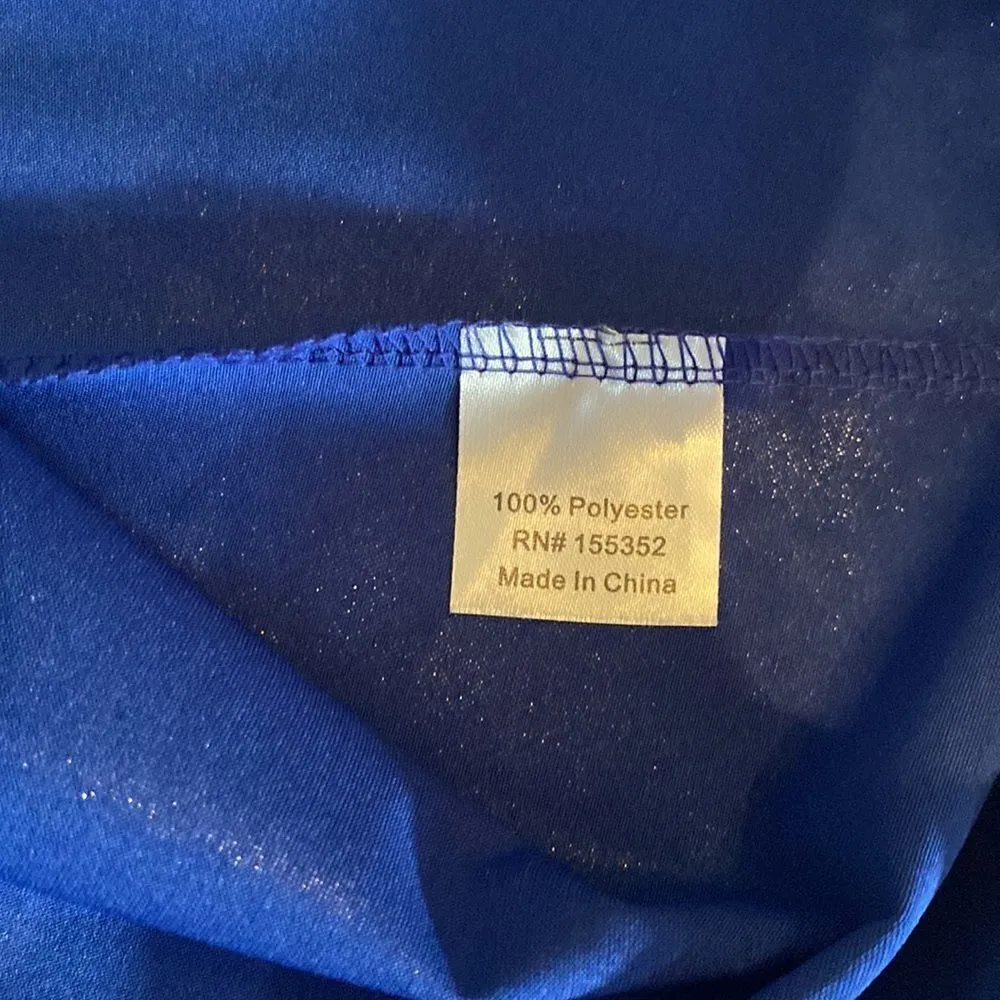 100% Polyester
RN# 155352
Made In China